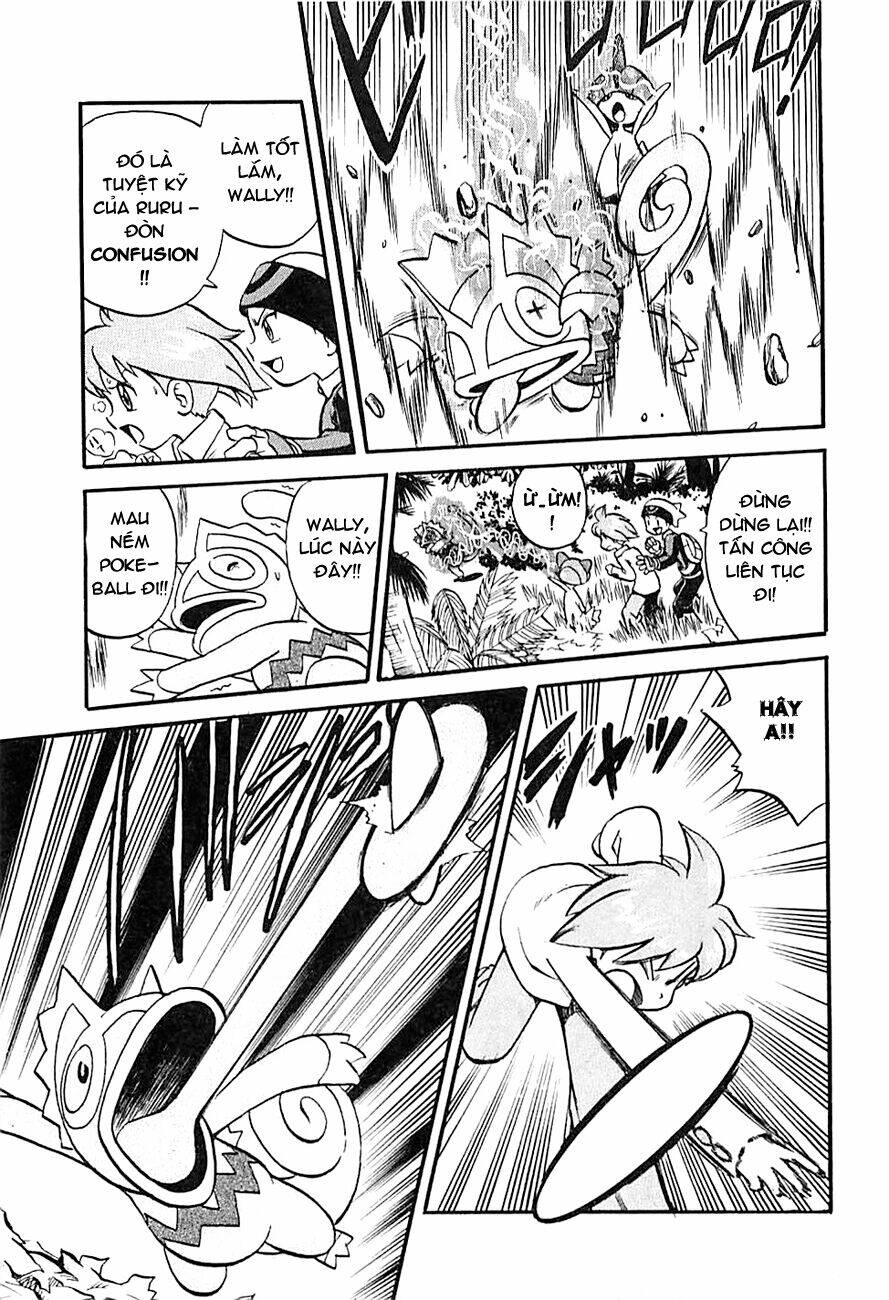 LÀM TỐT
LẮM,
WALLY!!
ĐÓ LÀ
TUYỆT KỸ
CỦA RURU –
ĐÒN
CONFUSION
!!
ĐỪNG
DỪNG LẠI!!
TẤN CÔNG
LIÊN TỤC
ĐI!
Ừ_ỪM!
!
WALLY,
LÚC NÀY
ĐÂY!!
MAU
NÉM
POKE-
BALL ĐI!!
HÂY
A!!